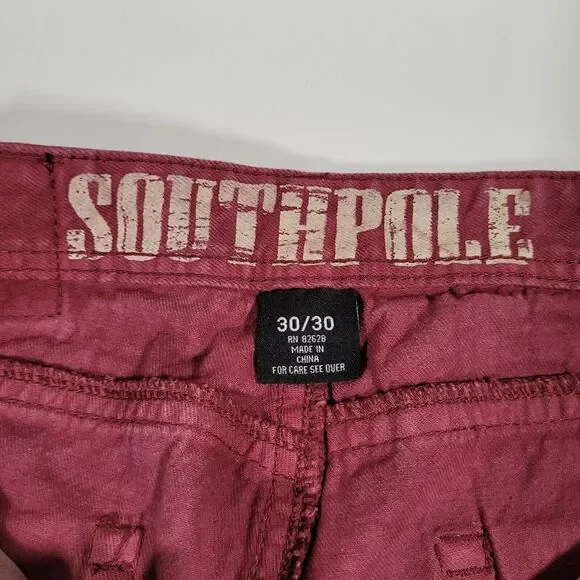 SOUTHPOLE
30/30
RN 82628
MADE IN
CHINA
FOR CARE SEE OVER